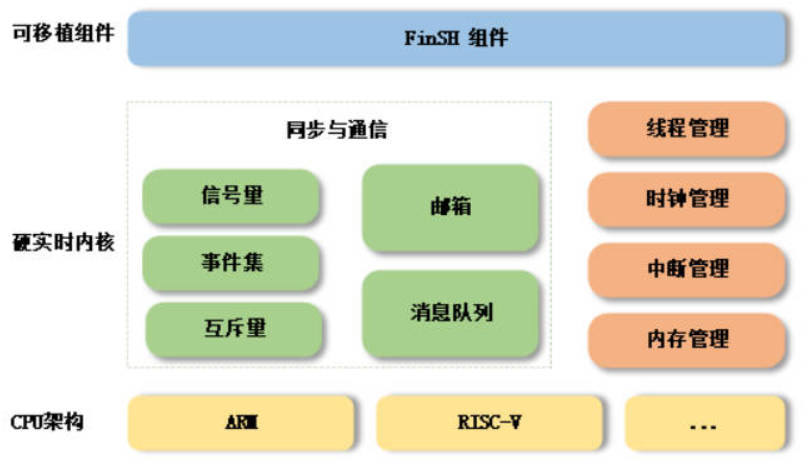 可移植组件
FinSH 组件
同步与通信
线程管理
信号量
邮箱
时钟管理
硬实时内核
事件集
中断管理
互斥量
消息队列
内存管理
CPU架构
ARM
RISC-V
...